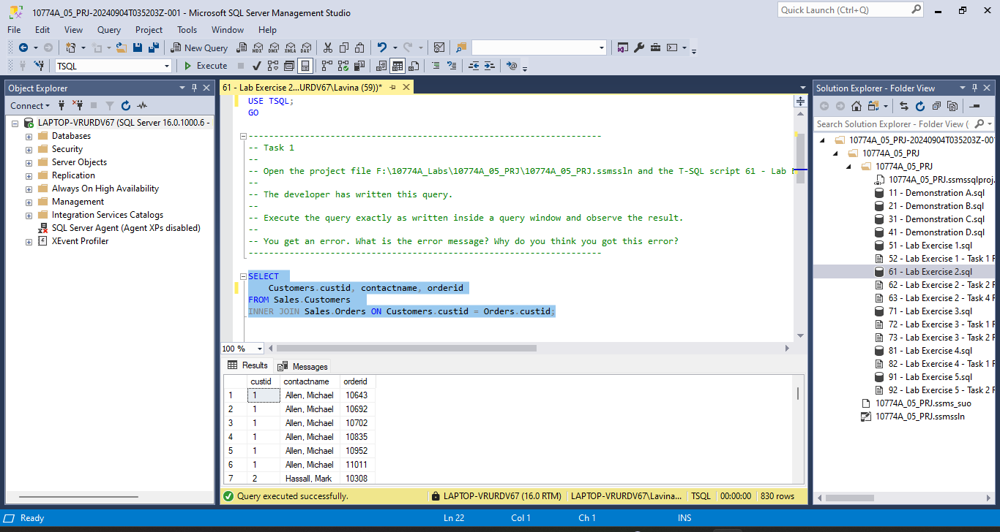 10774A_05_PRJ-20240904T035203Z-001 - Microsoft SQL Server Management Studio
Quick Launch (Ctrl+Q)
File Edit View Query Project Tools Window Help
New Query MDX DMX XMLA DAX
TSQL Execute
Object Explorer
Connect
LAPTOP-VRURDV67 (SQL Server 16.0.1000.6 -
Databases
Security
Server Objects
Replication
Always On High Availability
Management
Integration Services Catalogs
SQL Server Agent (Agent XPs disabled)
XEvent Profiler
61 - Lab Exercise 2...URDV67\Lavina (59))*
USE TSQL;
GO
---------------------------------------------------------------------
-- Task 1
--
-- Open the project file F:\10774A_Labs\10774A_05_PRJ\10774A_05_PRJ.ssmssln and the T-SQL script 61 - Lab
--
-- The developer has written this query.
--
-- Execute the query exactly as written inside a query window and observe the result.
--
-- You get an error. What is the error message? Why do you think you got this error?
---------------------------------------------------------------------
SELECT
Customers.custid, contactname, orderid
FROM Sales.Customers
INNER JOIN Sales.Orders ON Customers.custid = Orders.custid;
100 %
Results Messages
custid contactname orderid
1 1 Allen, Michael 10643
2 1 Allen, Michael 10692
3 1 Allen, Michael 10702
4 1 Allen, Michael 10835
5 1 Allen, Michael 10952
6 1 Allen, Michael 11011
7 2 Hassall, Mark 10308
Query executed successfully. LAPTOP-VRURDV67 (16.0 RTM) LAPTOP-VRURDV67\Lavina... TSQL 00:00:00 830 rows
Solution Explorer - Folder View
Search Solution Explorer - Folder View (
10774A_05_PRJ-20240904T035203Z-001
10774A_05_PRJ
10774A_05_PRJ
10774A_05_PRJ.ssmssqlproj.
11 - Demonstration A.sql
21 - Demonstration B.sql
31 - Demonstration C.sql
41 - Demonstration D.sql
51 - Lab Exercise 1.sql
52 - Lab Exercise 1 - Task 1
61 - Lab Exercise 2.sql
62 - Lab Exercise 2 - Task 2
63 - Lab Exercise 2 - Task 4
71 - Lab Exercise 3.sql
72 - Lab Exercise 3 - Task 1
73 - Lab Exercise 3 - Task 2
81 - Lab Exercise 4.sql
82 - Lab Exercise 4 - Task 1
91 - Lab Exercise 5.sql
92 - Lab Exercise 5 - Task 2
10774A_05_PRJ.ssms_suo
10774A_05_PRJ.ssmssln
Ready Ln 22 Col 1 Ch 1 INS